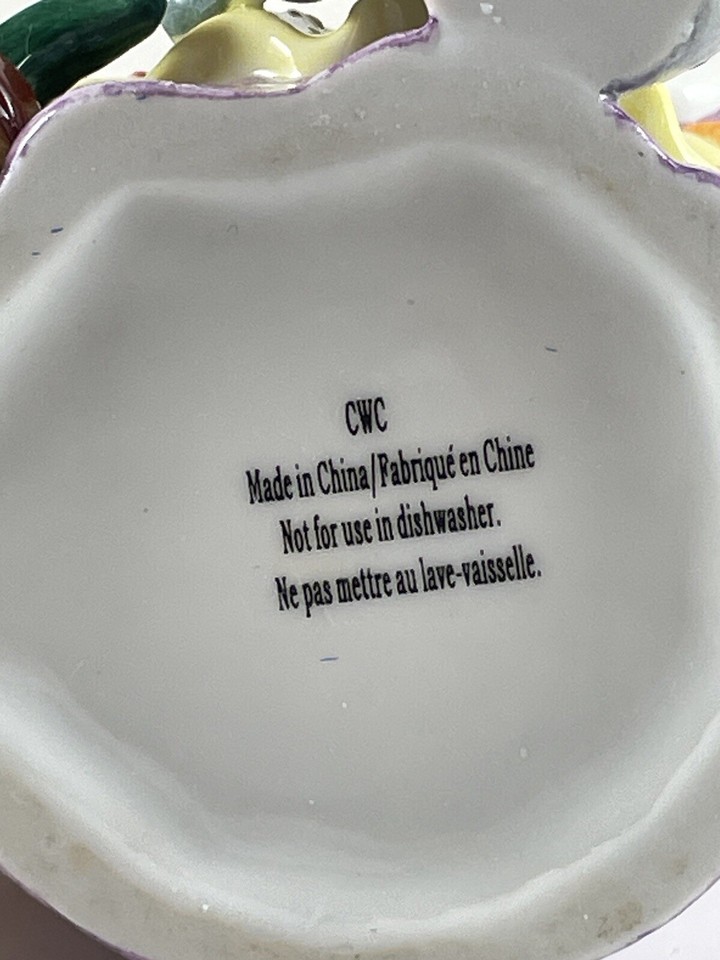 CWC
Made in China/Fabriqué en Chine
Not for use in dishwasher.
Ne pas mettre au lave-vaisselle.